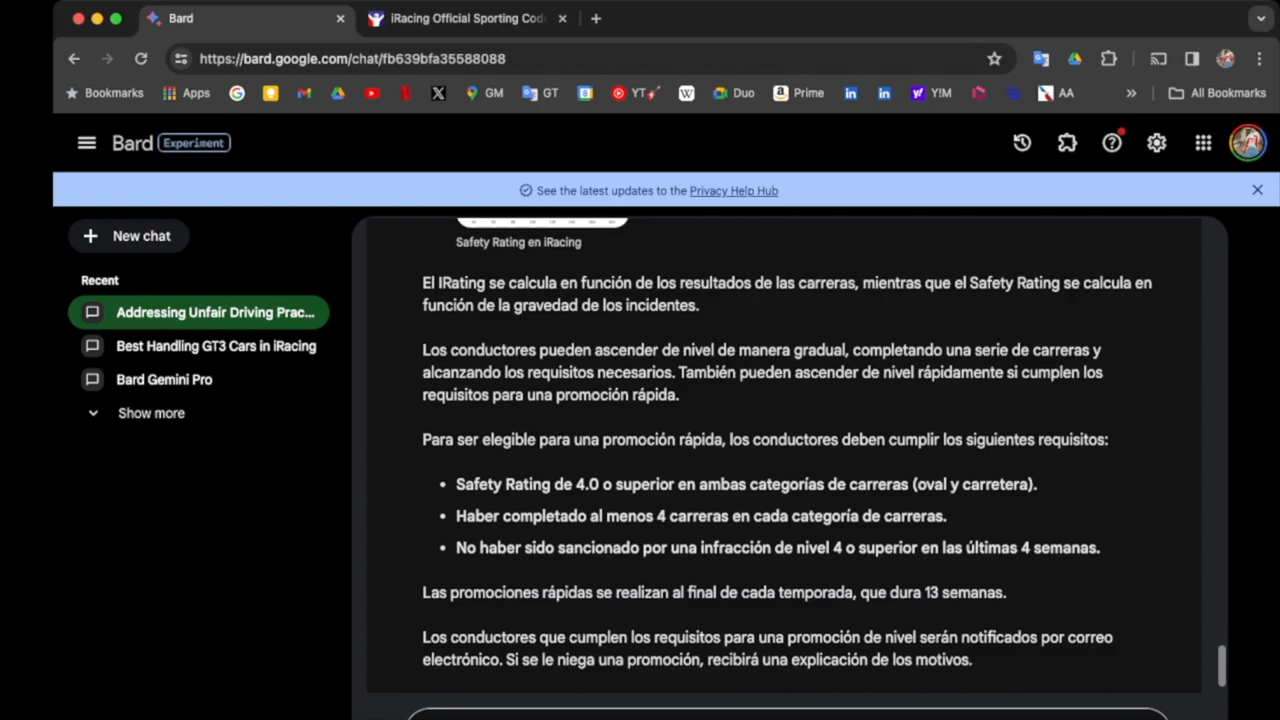 Bard
iRacing Official Sporting Cod
https://bard.google.com/chat/fb639bfa35588088
Bookmarks Apps GM GT YT Duo Prime Y!M AA » All Bookmarks
Bard Experiment
See the latest updates to the Privacy Help Hub
New chat
Recent
Addressing Unfair Driving Prac...
Best Handling GT3 Cars in iRacing
Bard Gemini Pro
Show more
Safety Rating en iRacing
El IRating se calcula en función de los resultados de las carreras, mientras que el Safety Rating se calcula en
función de la gravedad de los incidentes.
Los conductores pueden ascender de nivel de manera gradual, completando una serie de carreras y
alcanzando los requisitos necesarios. También pueden ascender de nivel rápidamente si cumplen los
requisitos para una promoción rápida.
Para ser elegible para una promoción rápida, los conductores deben cumplir los siguientes requisitos:
• Safety Rating de 4.0 o superior en ambas categorías de carreras (oval y carretera).
• Haber completado al menos 4 carreras en cada categoría de carreras.
• No haber sido sancionado por una infracción de nivel 4 o superior en las últimas 4 semanas.
Las promociones rápidas se realizan al final de cada temporada, que dura 13 semanas.
Los conductores que cumplen los requisitos para una promoción de nivel serán notificados por correo
electrónico. Si se le niega una promoción, recibirá una explicación de los motivos.